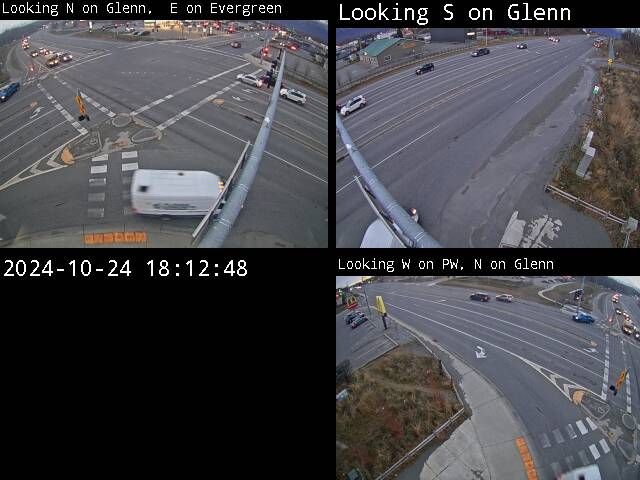 Looking N on Glenn, E on Evergreen
Looking S on Glenn
2024-10-24 18:12:48
Looking W on PW, N on Glenn